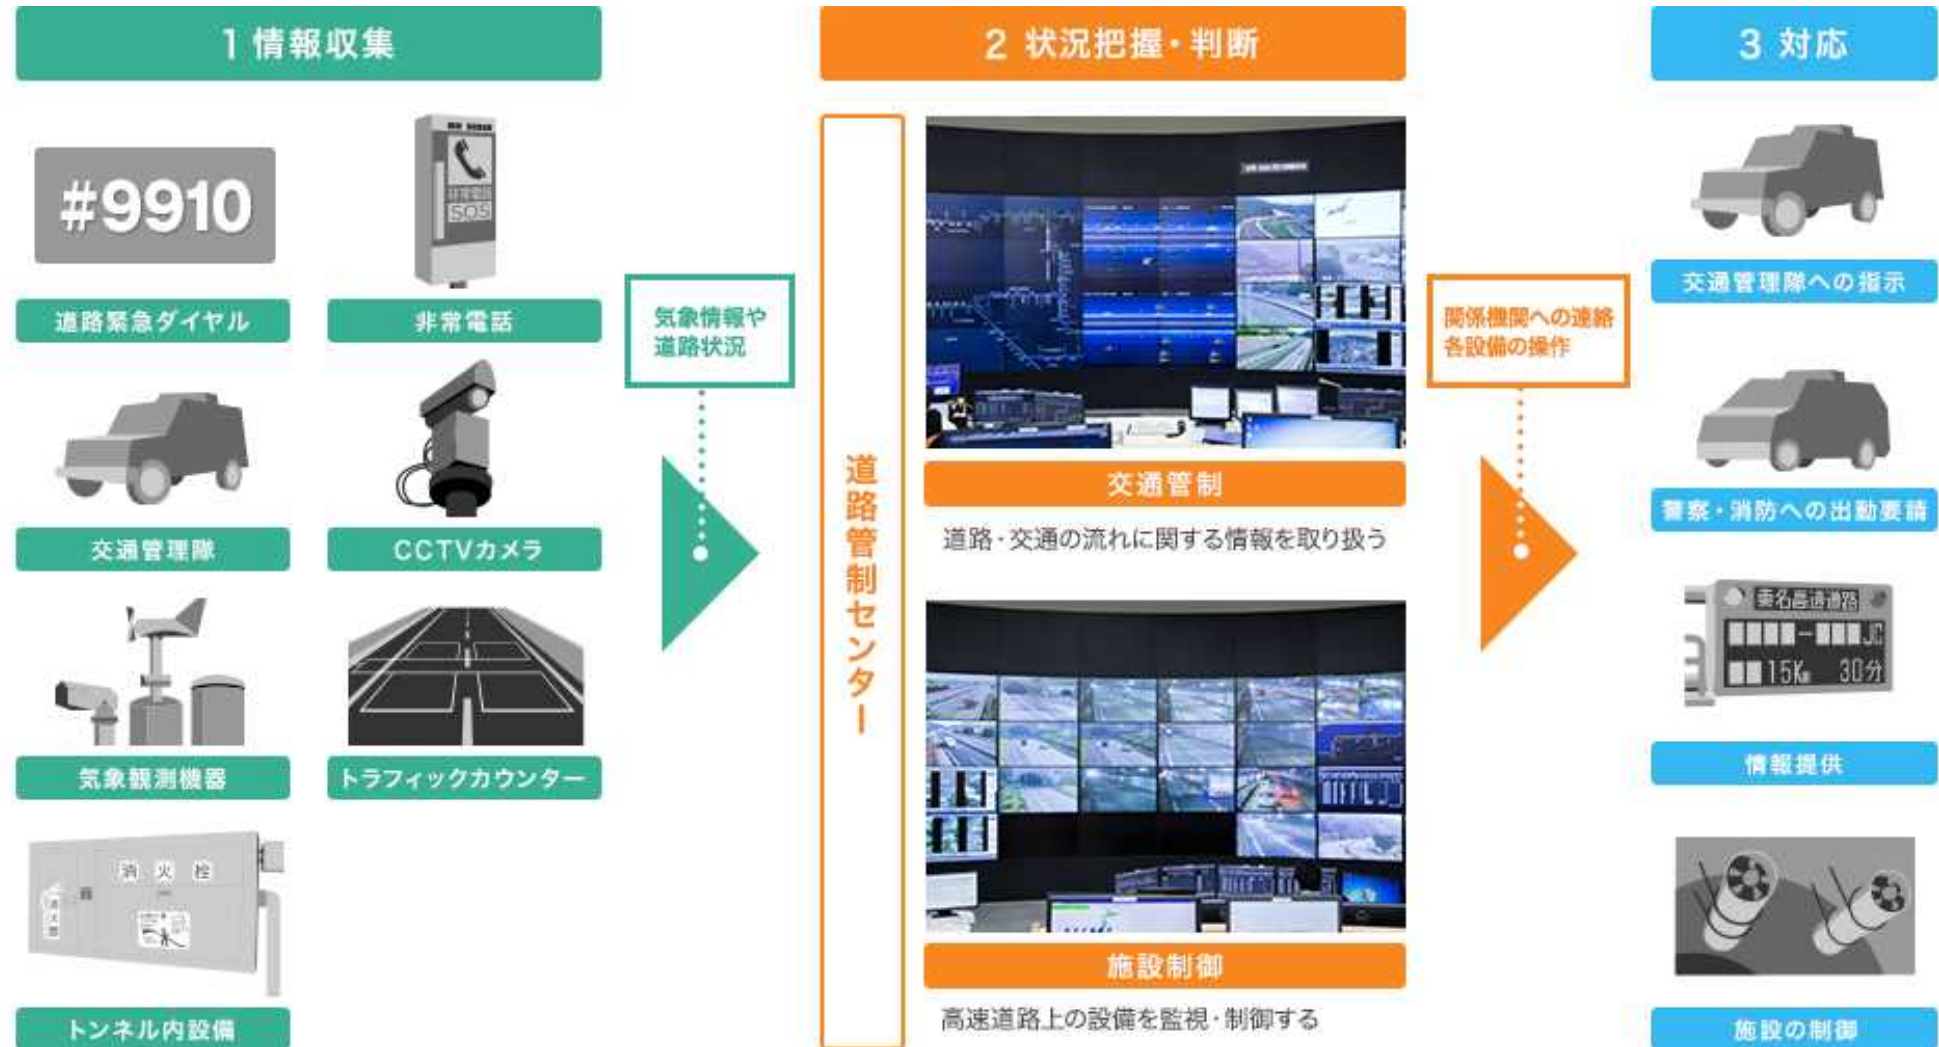 1 情報収集
#9910
道路緊急ダイヤル
非常電話
SOS
非常電話
交通管理隊
CCTVカメラ
気象観測機器
トラフィックカウンター
消火栓
消火器
トンネル内設備
気象情報や
道路状況
2 状況把握・判断
道路管制センター
交通管制
道路・交通の流れに関する情報を取り扱う
施設制御
高速道路上の設備を監視・制御する
関係機関への連絡
各設備の操作
3 対応
交通管理隊への指示
警察・消防への出動要請
東名高速道路
JC
15Km 30分
情報提供
施設の制御